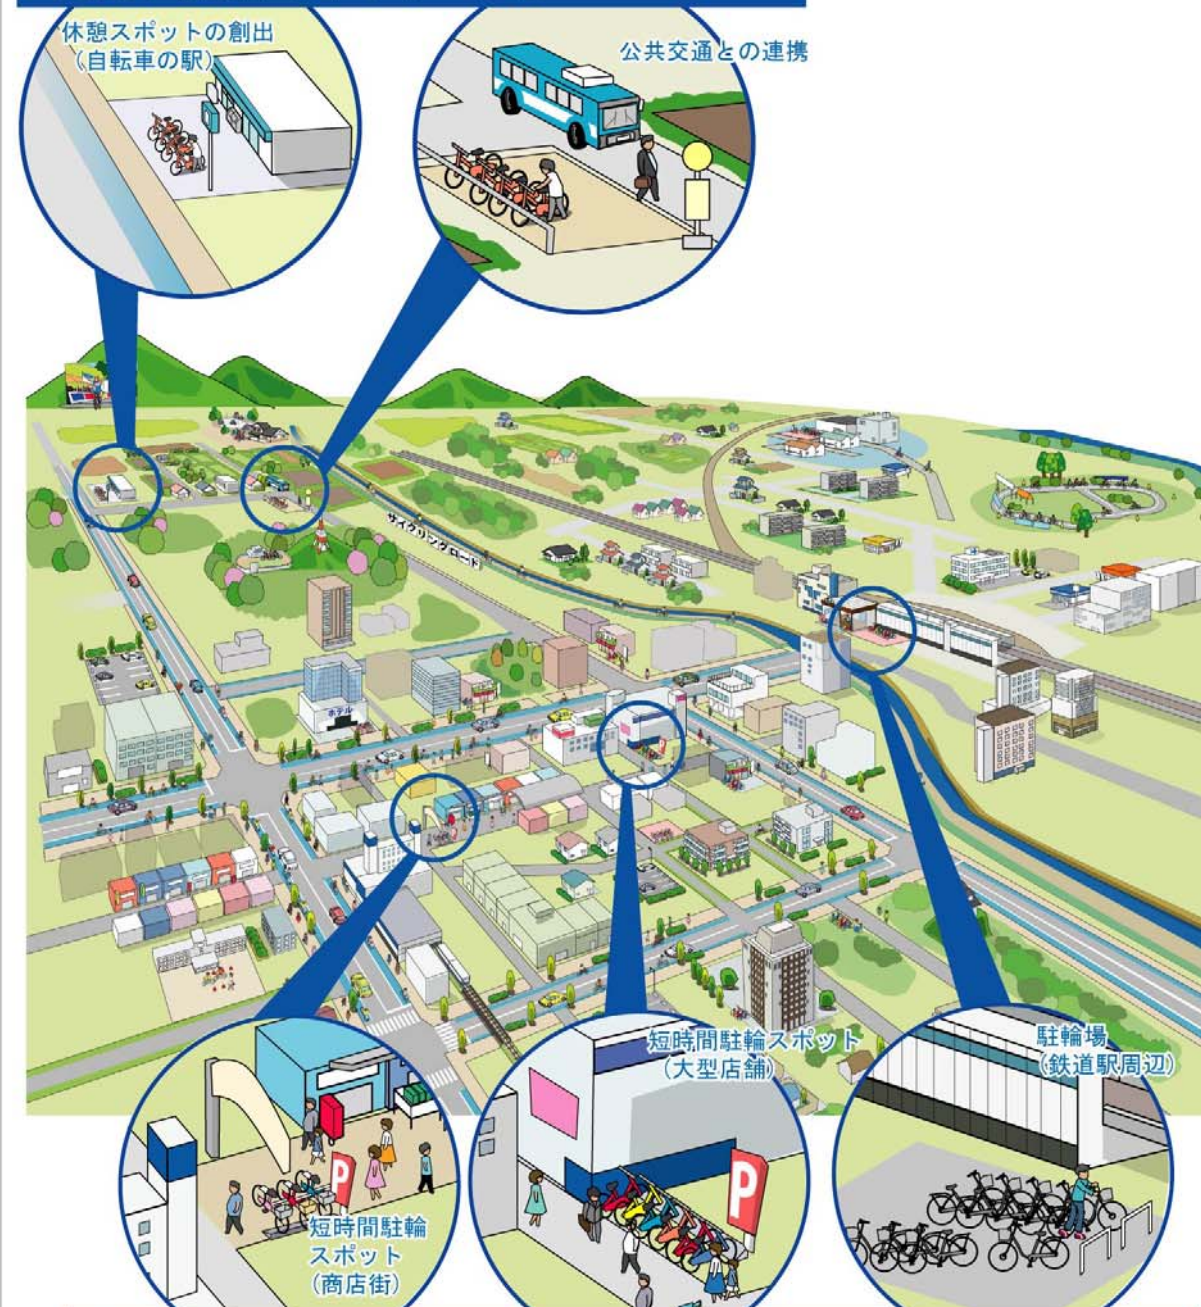 休憩スポットの創出
(自転車の駅)
公共交通との連携
サイクリングロード
ホテル
短時間駐輪スポット
(大型店舗)
駐輪場
(鉄道駅周辺)
P
P
短時間駐輪
スポット
(商店街)